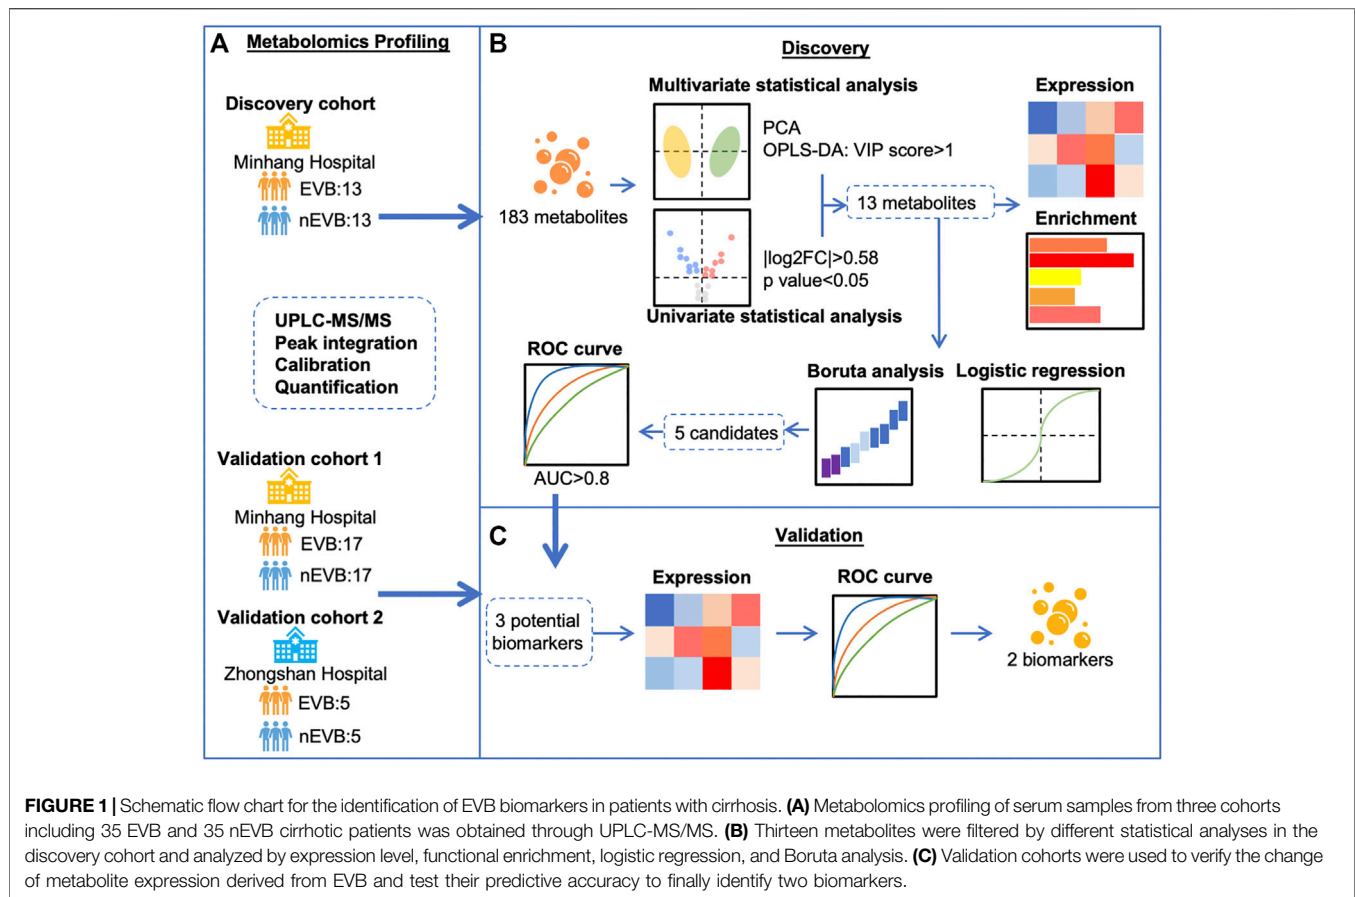 A Metabolomics Profiling
Discovery cohort
Minhang Hospital
EVB:13
nEVB:13
UPLC-MS/MS
Peak integration
Calibration
Quantification
Validation cohort 1
Minhang Hospital
EVB:17
nEVB:17
Validation cohort 2
Zhongshan Hospital
EVB:5
nEVB:5
B Discovery
183 metabolites
Multivariate statistical analysis
PCA
OPLS-DA: VIP score>1
|log2FC|>0.58
p value<0.05
Univariate statistical analysis
13 metabolites
Expression
Enrichment
Boruta analysis
Logistic regression
5 candidates
ROC curve
AUC>0.8
C Validation
3 potential
biomarkers
Expression
ROC curve
2 biomarkers
FIGURE 1 | Schematic flow chart for the identification of EVB biomarkers in patients with cirrhosis. (A) Metabolomics profiling of serum samples from three cohorts
including 35 EVB and 35 nEVB cirrhotic patients was obtained through UPLC-MS/MS. (B) Thirteen metabolites were filtered by different statistical analyses in the
discovery cohort and analyzed by expression level, functional enrichment, logistic regression, and Boruta analysis. (C) Validation cohorts were used to verify the change
of metabolite expression derived from EVB and test their predictive accuracy to finally identify two biomarkers.